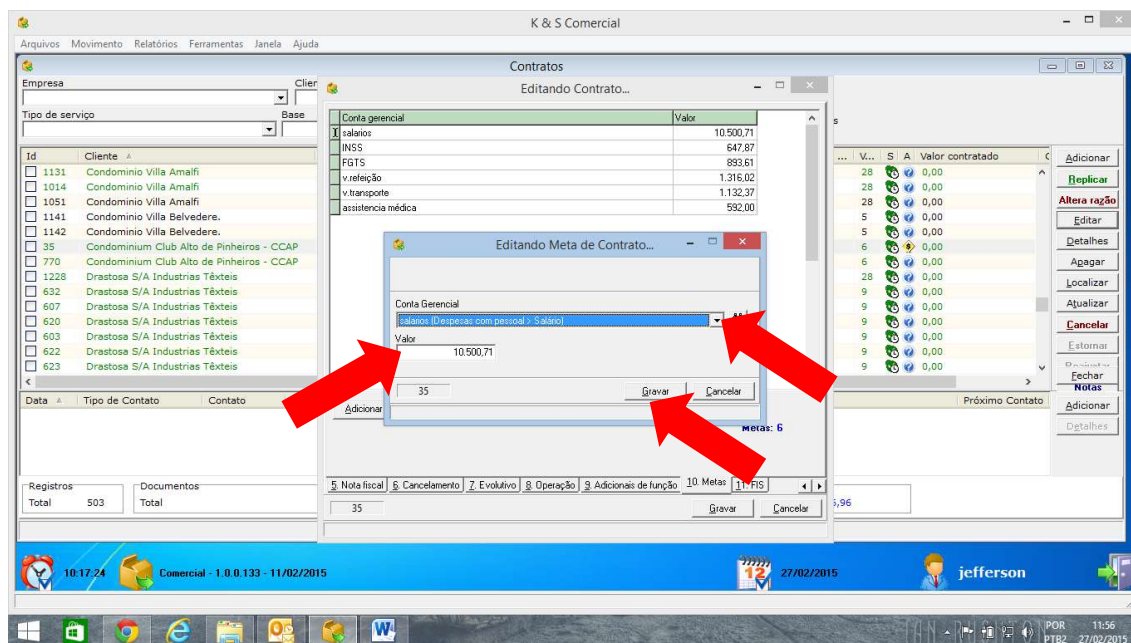 K & S Comercial
Arquivos Movimento Relatórios Ferramentas Janela Ajuda
Contratos
Empresa Clien
Tipo de serviço Base
Editando Contrato...
Conta gerencial Valor
salarios 10.500,71
INSS 647,87
FGTS 893,61
v.refeição 1.316,02
v.transporte 1.132,37
assistencia médica 592,00
Id Cliente ... V... S A Valor contratado
1131 Condominio Villa Amalfi 28 0,00
1014 Condominio Villa Amalfi 28 0,00
1051 Condominio Villa Amalfi 28 0,00
1141 Condominio Villa Belvedere. 5 0,00
1142 Condominio Villa Belvedere. 5 0,00
35 Condominium Club Alto de Pinheiros - CCAP 6 0,00
770 Condominium Club Alto de Pinheiros - CCAP 6 0,00
1228 Drastosa S/A Industrias Têxteis 28 0,00
632 Drastosa S/A Industrias Têxteis 9 0,00
607 Drastosa S/A Industrias Têxteis 9 0,00
620 Drastosa S/A Industrias Têxteis 9 0,00
603 Drastosa S/A Industrias Têxteis 9 0,00
622 Drastosa S/A Industrias Têxteis 9 0,00
623 Drastosa S/A Industrias Têxteis 9 0,00
Adicionar
Replicar
Altera razão
Editar
Detalhes
Apagar
Localizar
Atualizar
Cancelar
Estornar
Fechar
Notas
Adicionar
Detalhes
Editando Meta de Contrato...
Conta Gerencial
salarios (Despesas com pessoal > Salário)
Valor
10.500,71
35 Gravar Cancelar
Adicionar
Metas: 6
Data Tipo de Contato Contato Próximo Contato
5. Nota fiscal 6. Cancelamento 7. Evolutivo 8. Operação 9. Adicionais de função 10. Metas 11. FIS
35 Gravar Cancelar
Registros Documentos
Total 503 Total 5,96
10:17:24 Comercial - 1.0.0.133 - 11/02/2015 12 27/02/2015 jefferson
POR 11:56
PTB2 27/02/2015